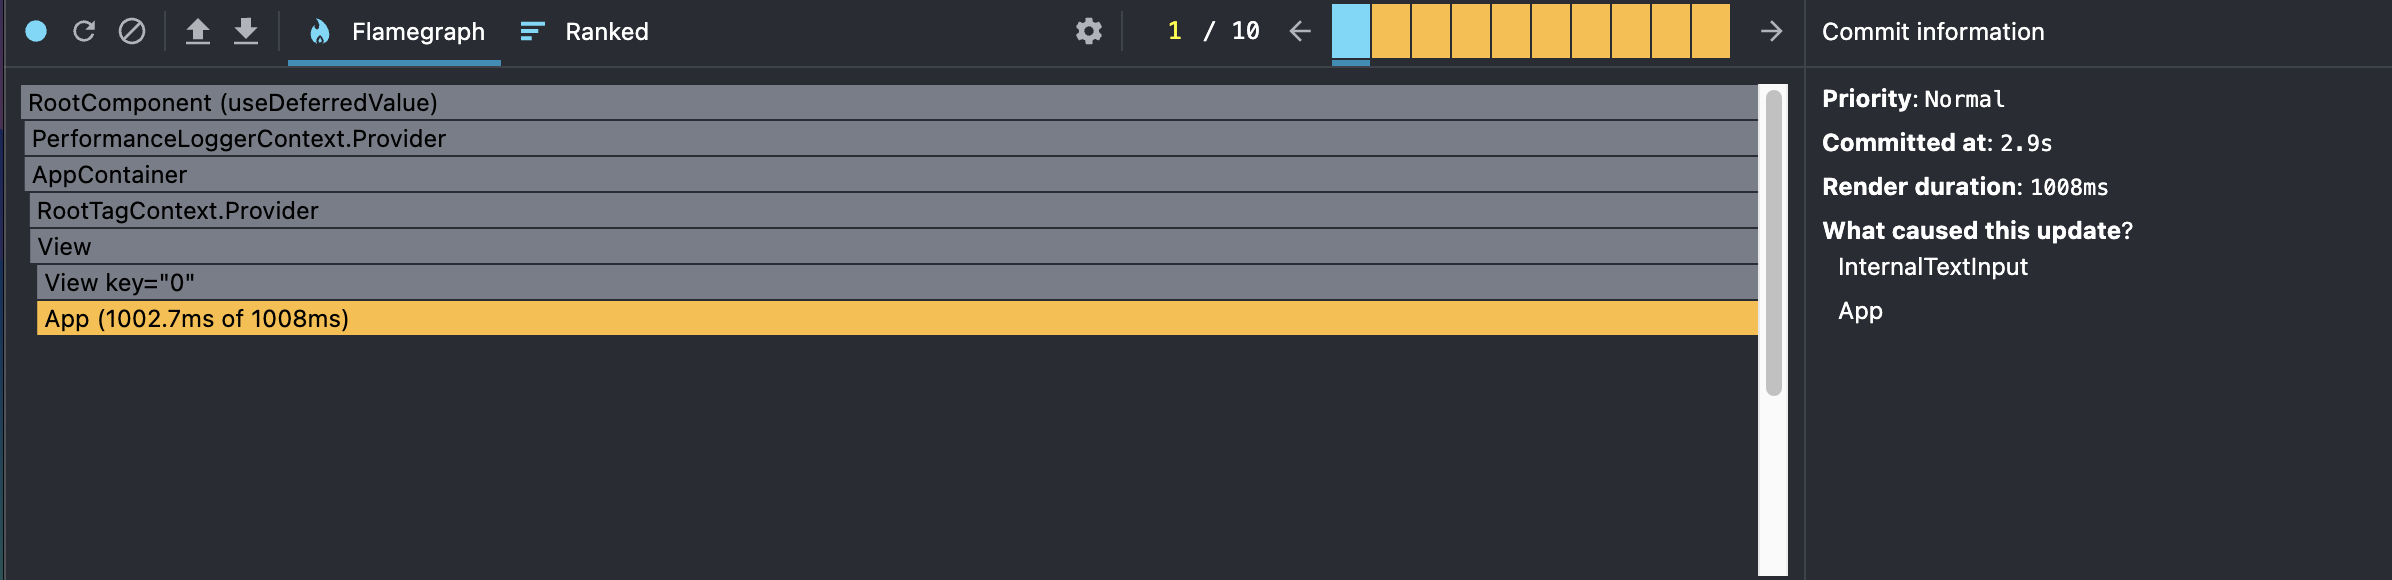 Flamegraph
Ranked
1 / 10
Commit information
RootComponent (useDeferredValue)
PerformanceLoggerContext.Provider
AppContainer
RootTagContext.Provider
View
View key="0"
App (1002.7ms of 1008ms)
Priority: Normal
Committed at: 2.9s
Render duration: 1008ms
What caused this update?
InternalTextInput
App